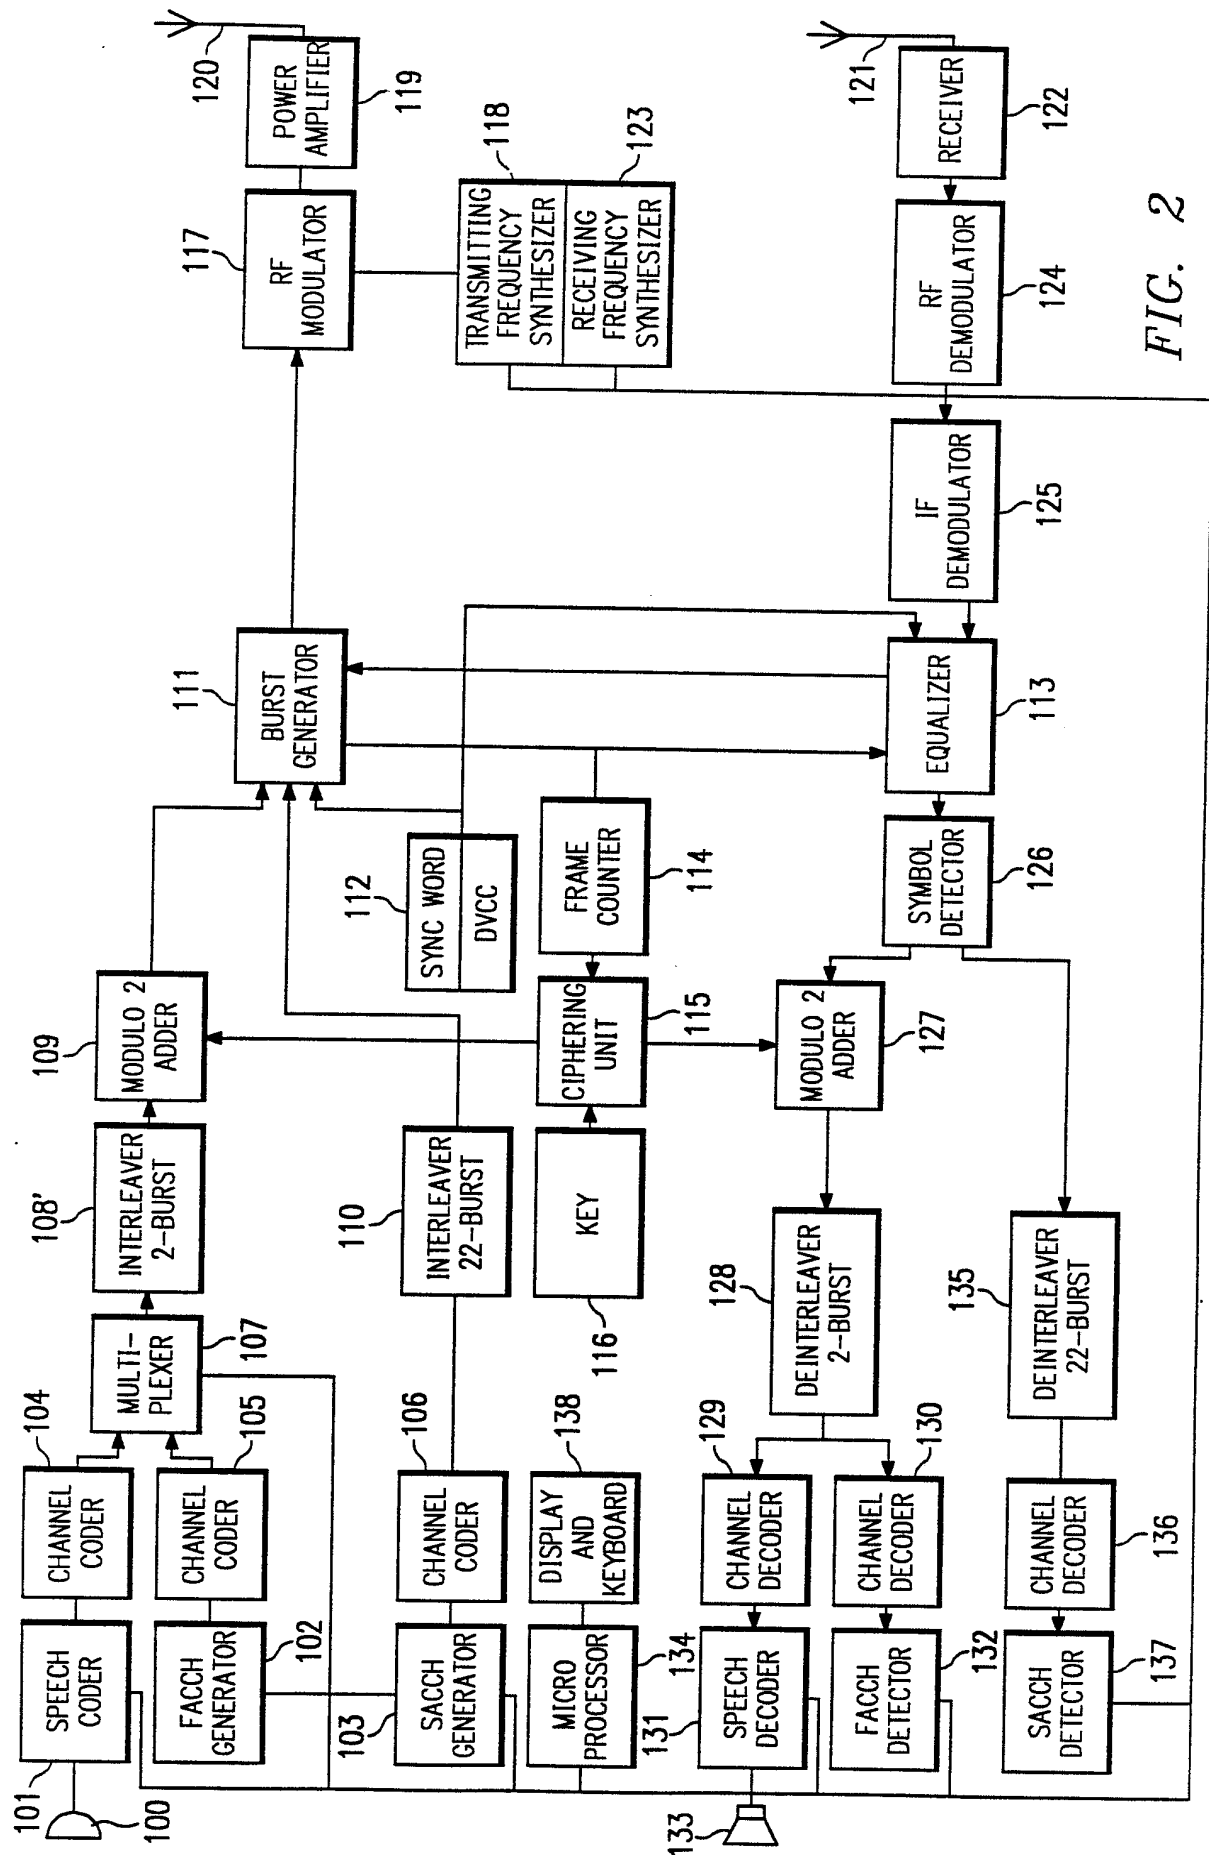 100
101
SPEECH
CODER
104
CHANNEL
CODER
FACCH
GENERATOR
102
CHANNEL
CODER
105
MULTI-
PLEXER
107
108'
INTERLEAVER
2-BURST
109
MODULO 2
ADDER
111
BURST
GENERATOR
117
RF
MODULATOR
POWER
AMPLIFIER
119
120
103
SACCH
GENERATOR
CHANNEL
CODER
106
110
INTERLEAVER
22-BURST
112
SYNC WORD
DVCC
TRANSMITTING
FREQUENCY
SYNTHESIZER
118
RECEIVING
FREQUENCY
SYNTHESIZER
123
MICRO
PROCESSOR
134
DISPLAY
AND
KEYBOARD
138
116
KEY
CIPHERING
UNIT
115
FRAME
COUNTER
114
133
131
SPEECH
DECODER
129
CHANNEL
DECODER
FACCH
DETECTOR
132
CHANNEL
DECODER
130
128
DEINTERLEAVER
2-BURST
MODULO 2
ADDER
127
SYMBOL
DETECTOR
126
EQUALIZER
113
IF
DEMODULATOR
125
RF
DEMODULATOR
124
RECEIVER
122
121
SACCH
DETECTOR
137
CHANNEL
DECODER
136
135
DEINTERLEAVER
22-BURST
FIG. 2